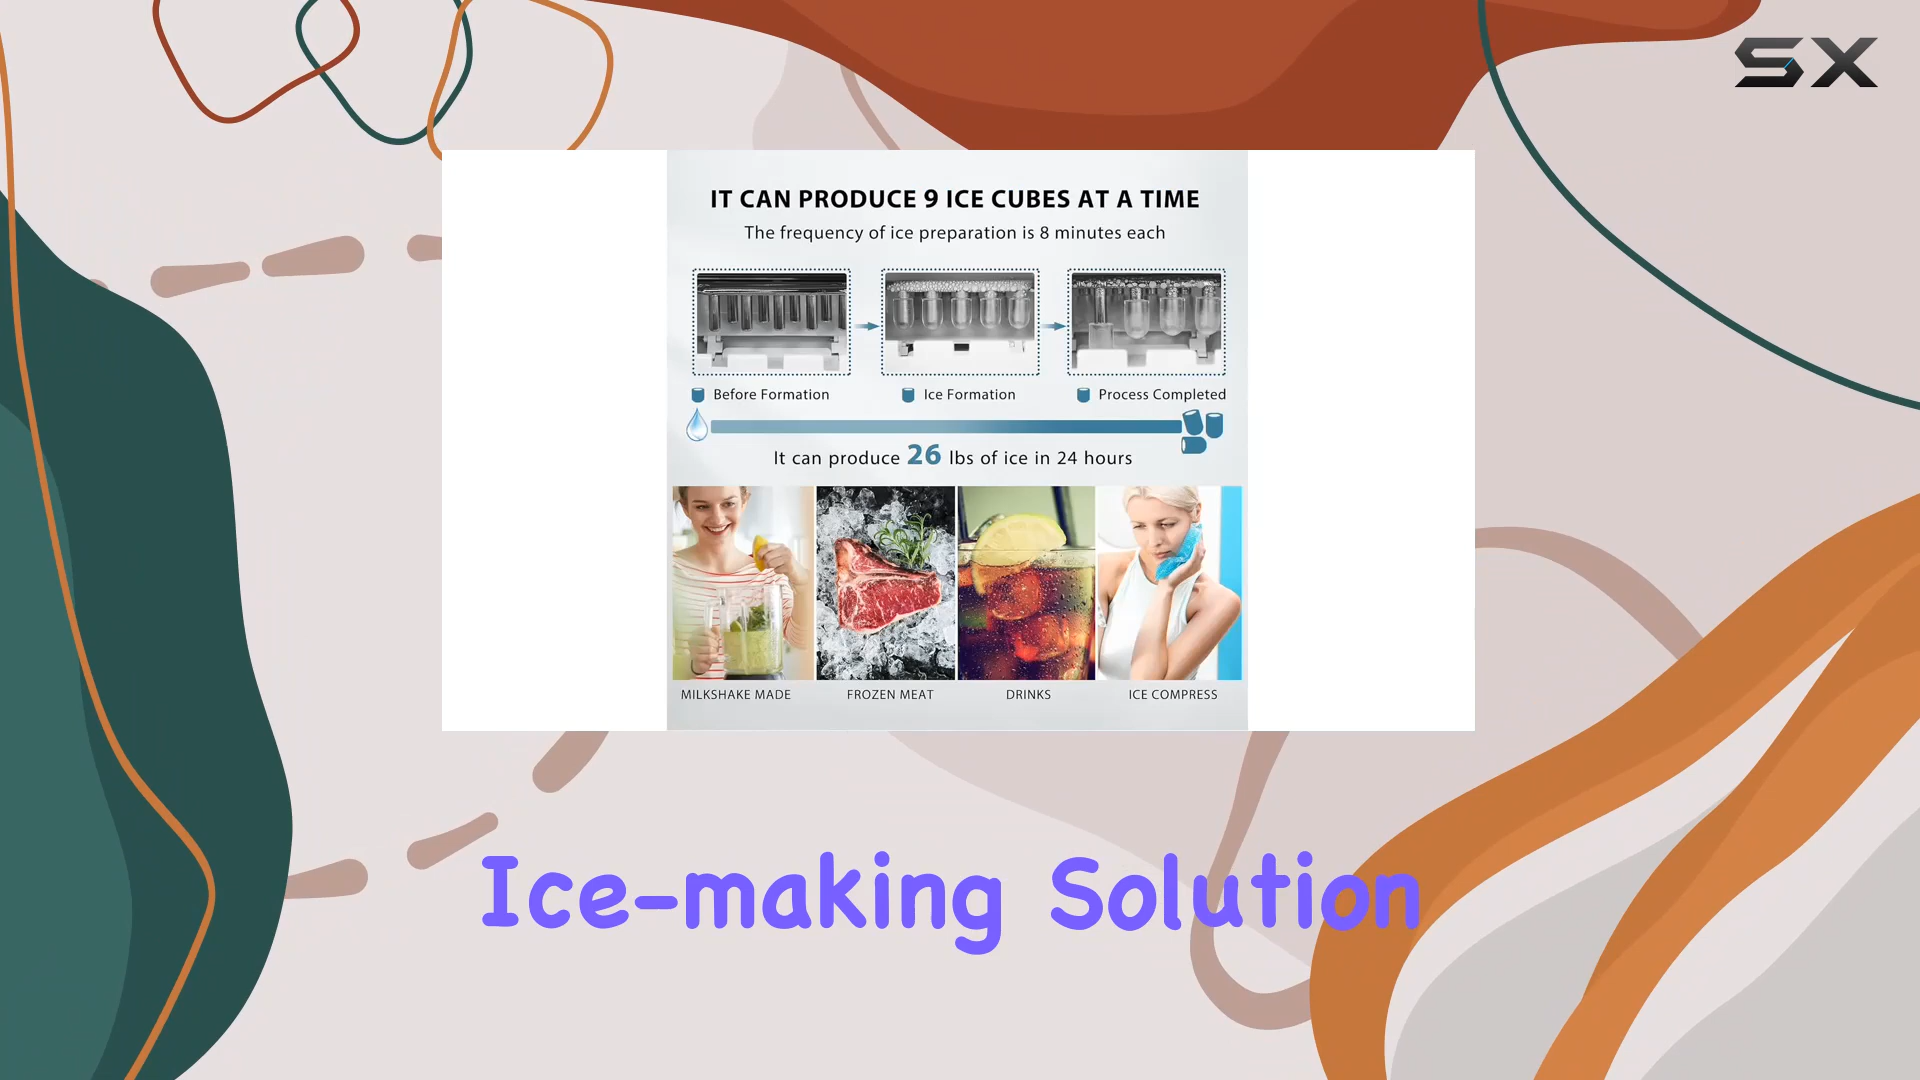 SX
IT CAN PRODUCE 9 ICE CUBES AT A TIME
The frequency of ice preparation is 8 minutes each
Before Formation
Ice Formation
Process Completed
It can produce 26 lbs of ice in 24 hours
MILKSHAKE MADE
FROZEN MEAT
DRINKS
ICE COMPRESS
Ice-making Solution